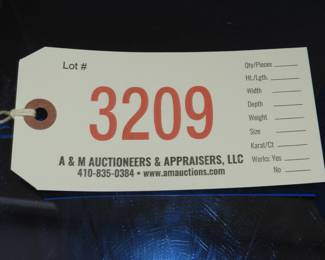 Lot #
3209
A & M AUCTIONEERS & APPRAISERS, LLC
410-835-0384 • www.amauctions.com
Qty/Pieces
Ht./Lgth.
Width
Depth
Weight
Size
Karat/Ct
Works: Yes
No